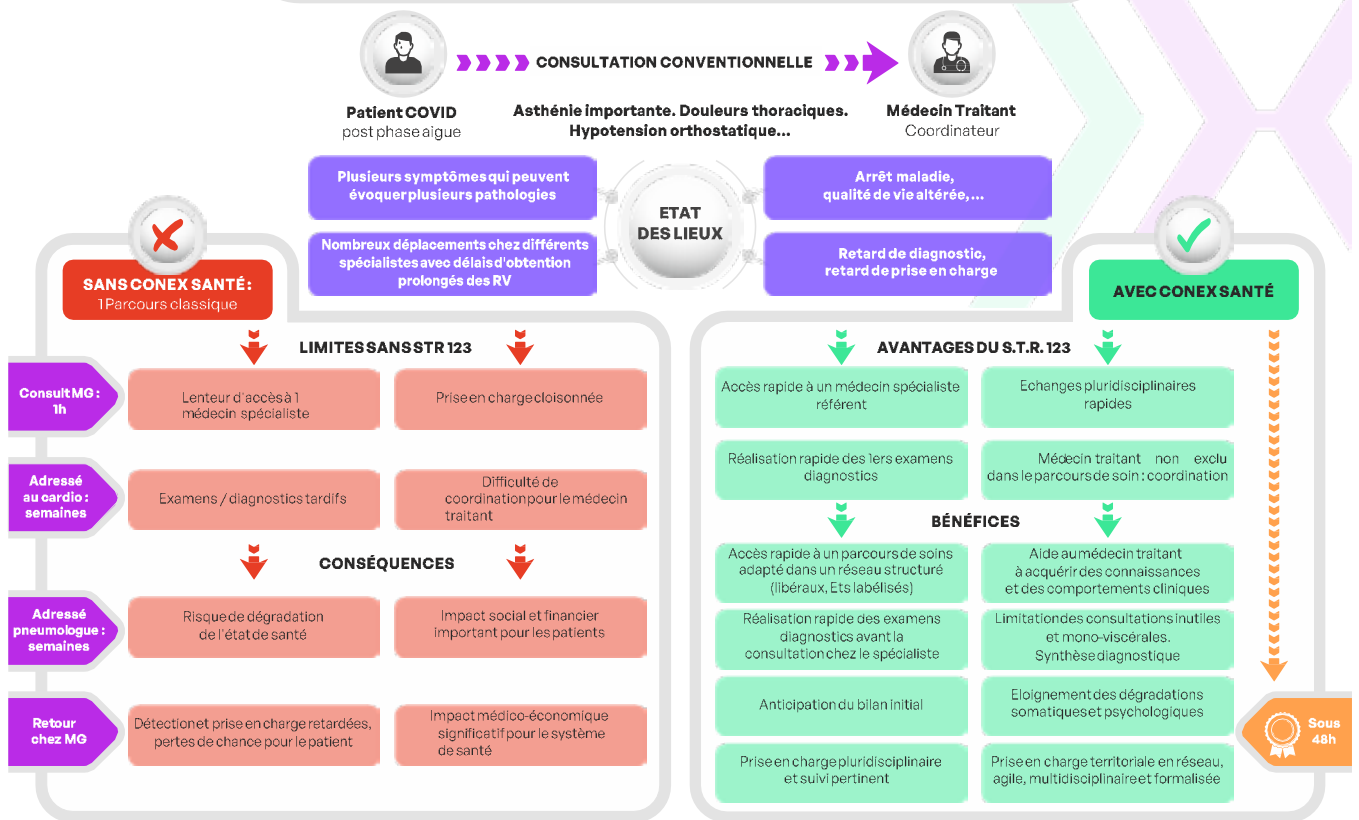 CONSULTATION CONVENTIONNELLE
Patient COVID
post phase aigue
Asthénie importante. Douleurs thoraciques.
Hypotension orthostatique...
Médecin Traitant
Coordinateur
Plusieurs symptômes qui peuvent
évoquer plusieurs pathologies
Nombreux déplacements chez différents
spécialistes avec délais d'obtention
prolongés des RV
ETAT
DES LIEUX
Arrêt maladie,
qualité de vie altérée,...
Retard de diagnostic,
retard de prise en charge
SANS CONEX SANTÉ :
1 Parcours classique
LIMITES SANS STR 123
Consult MG :
1h
Lenteur d'accès à 1
médecin spécialiste
Prise en charge cloisonnée
Adressé
au cardio :
semaines
Examens / diagnostics tardifs
Difficulté de
coordination pour le médecin
traitant
CONSÉQUENCES
Adressé
pneumologue :
semaines
Risque de dégradation
de l'état de santé
Impact social et financier
important pour les patients
Retour
chez MG
Détection et prise en charge retardées,
pertes de chance pour le patient
Impact médico-économique
significatif pour le système
de santé
AVEC CONEX SANTÉ
AVANTAGES DU S.T.R. 123
Accès rapide à un médecin spécialiste
référent
Echanges pluridisciplinaires
rapides
Réalisation rapide des 1ers examens
diagnostics
Médecin traitant non exclu
dans le parcours de soin : coordination
BÉNÉFICES
Accès rapide à un parcours de soins
adapté dans un réseau structuré
(libéraux, Ets labélisés)
Aide au médecin traitant
à acquérir des connaissances
et des comportements cliniques
Réalisation rapide des examens
diagnostics avant la
consultation chez le spécialiste
Limitation des consultations inutiles
et mono-viscérales.
Synthèse diagnostique
Anticipation du bilan initial
Eloignement des dégradations
somatiques et psychologiques
Prise en charge pluridisciplinaire
et suivi pertinent
Prise en charge territoriale en réseau,
agile, multidisciplinaire et formalisée
Sous
48h